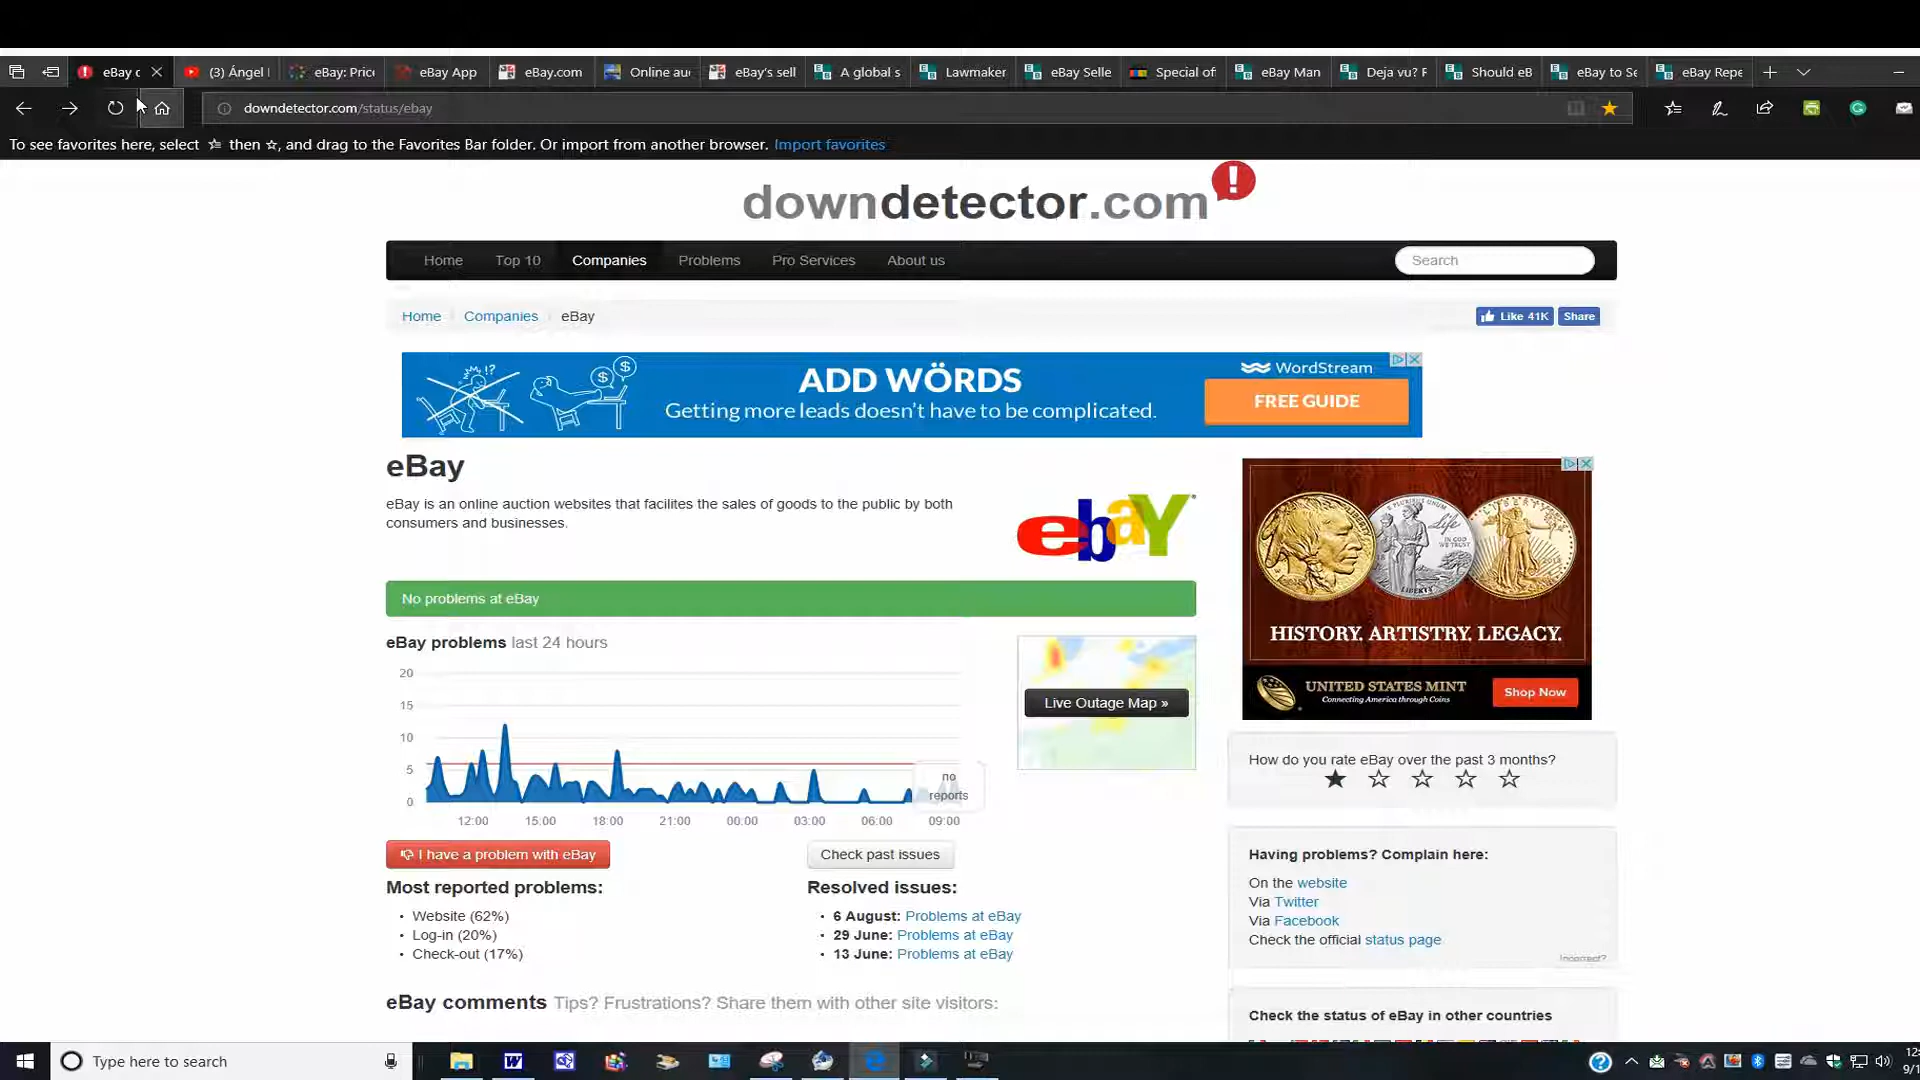 eBay c
(3) Ángel
eBay: Price
eBay App
eBay.com
Online auc
eBay's sell
A global s
Lawmaker
eBay Selle
Special of
eBay Man
Deja vu? F
Should eB
eBay to Se
eBay Repe
downdetector.com/status/ebay
To see favorites here, select ☆ then ☆, and drag to the Favorites Bar folder. Or import from another browser. Import favorites
downdetector.com!
Home Top 10 Companies Problems Pro Services About us Search
Home / Companies / eBay
Like 41K Share
ADD WÖRDS
Getting more leads doesn't have to be complicated.
WordStream
FREE GUIDE
eBay
eBay is an online auction websites that facilites the sales of goods to the public by both
consumers and businesses.
ebaY
No problems at eBay
eBay problems last 24 hours
20
15
10
5
0
no
reports
12:00 15:00 18:00 21:00 00:00 03:00 06:00 09:00
Live Outage Map »
I have a problem with eBay
Check past issues
Most reported problems:
• Website (62%)
• Log-in (20%)
• Check-out (17%)
Resolved issues:
• 6 August: Problems at eBay
• 29 June: Problems at eBay
• 13 June: Problems at eBay
eBay comments Tips? Frustrations? Share them with other site visitors:
Life
IN GOD
WE TRUST
LIBERTY
HISTORY. ARTISTRY. LEGACY.
UNITED STATES MINT
Connecting America through Coins
Shop Now
How do you rate eBay over the past 3 months?
Having problems? Complain here:
On the website
Via Twitter
Via Facebook
Check the official status page
Incorrect?
Check the status of eBay in other countries
Type here to search
12:
9/1